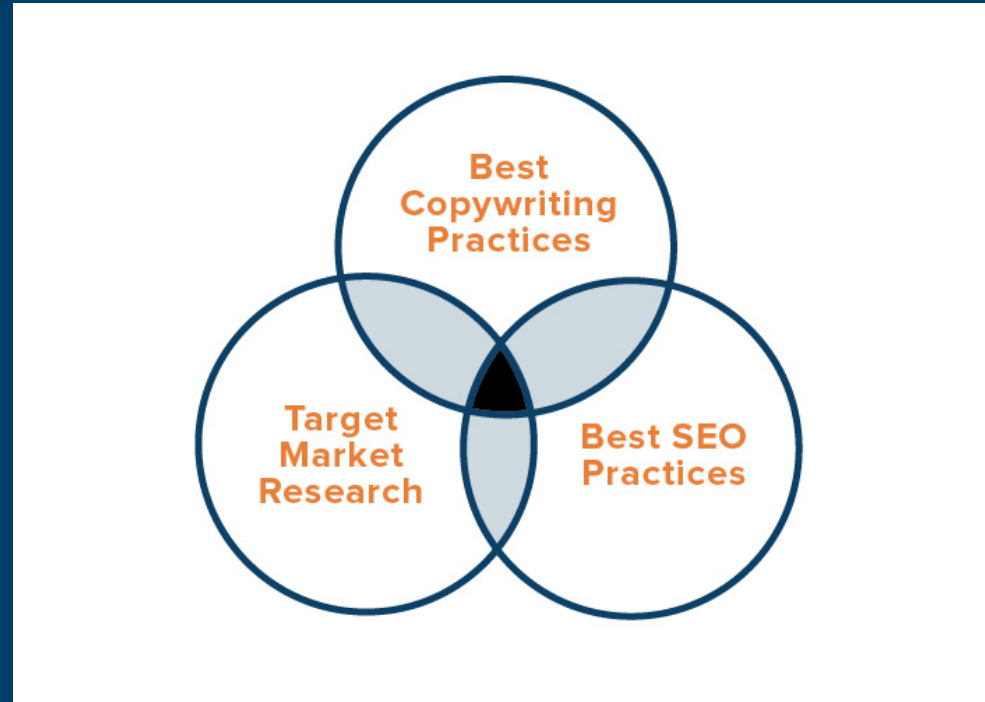 Best
Copywriting
Practices
Target
Market
Research
Best SEO
Practices